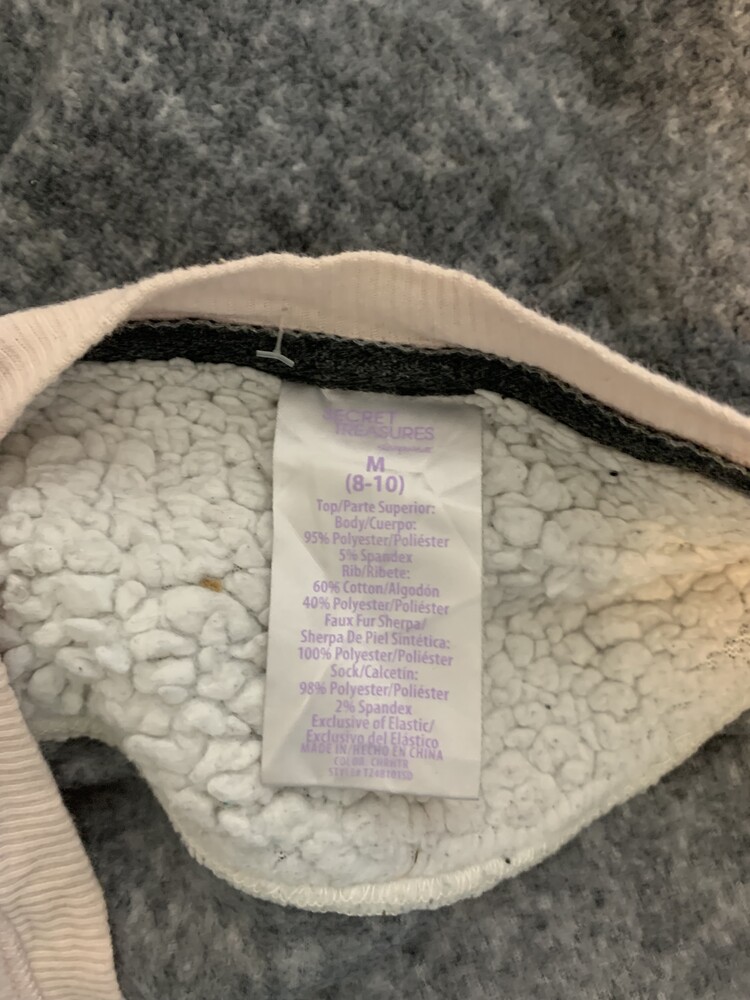 SECRET
TREASURES
M
(8-10)
Top/Parte Superior:
Body/Cuerpo:
95% Polyester/Poliéster
5% Spandex
Rib/Ribete:
60% Cotton/Algodón
40% Polyester/Poliéster
Faux Fur Sherpa/
Sherpa De Piel Sintética:
100% Polyester/Poliéster
Sock/Calcetín:
98% Polyester/Poliéster
2% Spandex
Exclusive of Elastic/
Exclusivo del Elástico
MADE IN/HECHO EN CHINA
COLOR:
STYLE#